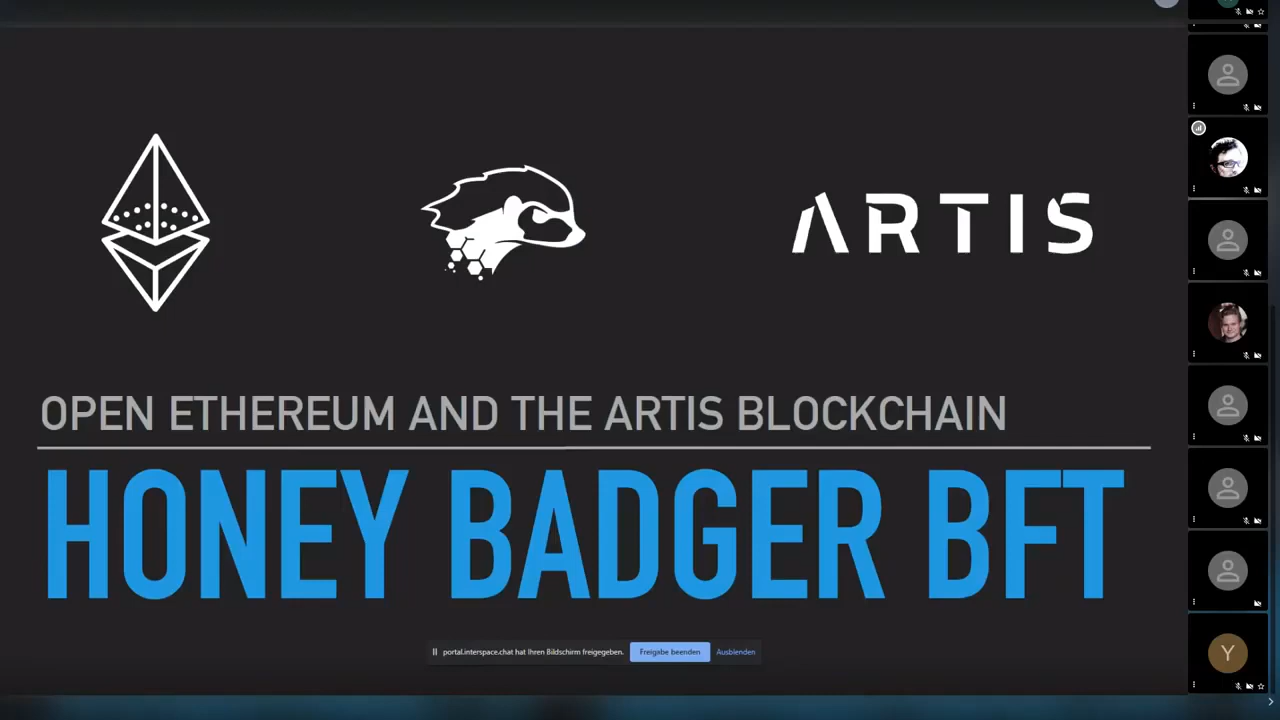 ARTIS
OPEN ETHEREUM AND THE ARTIS BLOCKCHAIN
HONEY BADGER BFT
portal.interspace.chat hat Ihren Bildschirm freigegeben.
Freigabe beenden
Ausblenden
Y